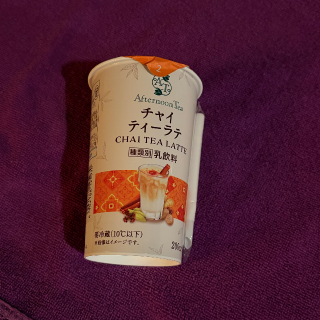 2
A.T.
Afternoon Tea
チャイ
ティーラテ
CHAI TEA LATTE
種類別 乳飲料
要冷蔵(10℃以下)
※画像はイメージです。